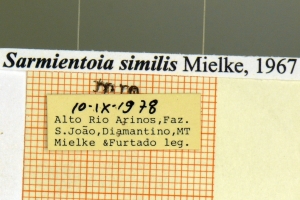 Sarmientoia similis Mielke, 1967
10-IX-1978
Alto Rio Arinos,Faz.
S.João,Diamantino,MT
Mielke &Furtado leg.